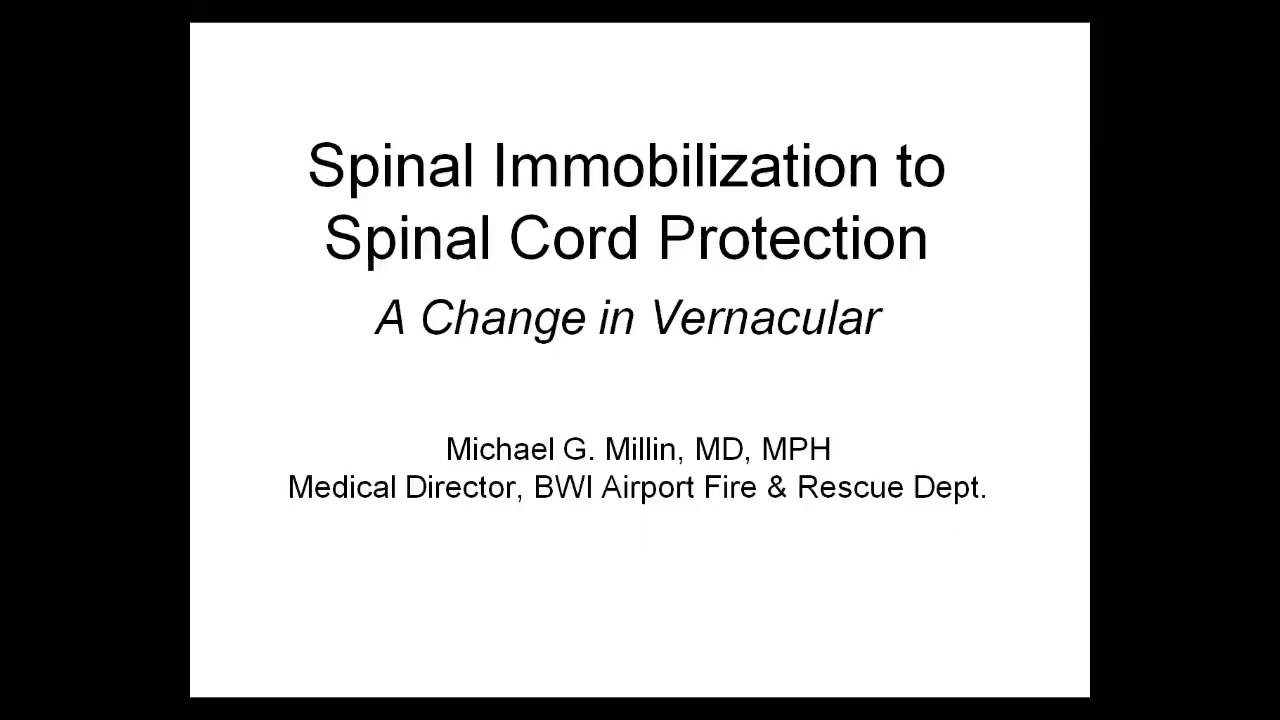 Spinal Immobilization to
Spinal Cord Protection
A Change in Vernacular
Michael G. Millin, MD, MPH
Medical Director, BWI Airport Fire & Rescue Dept.